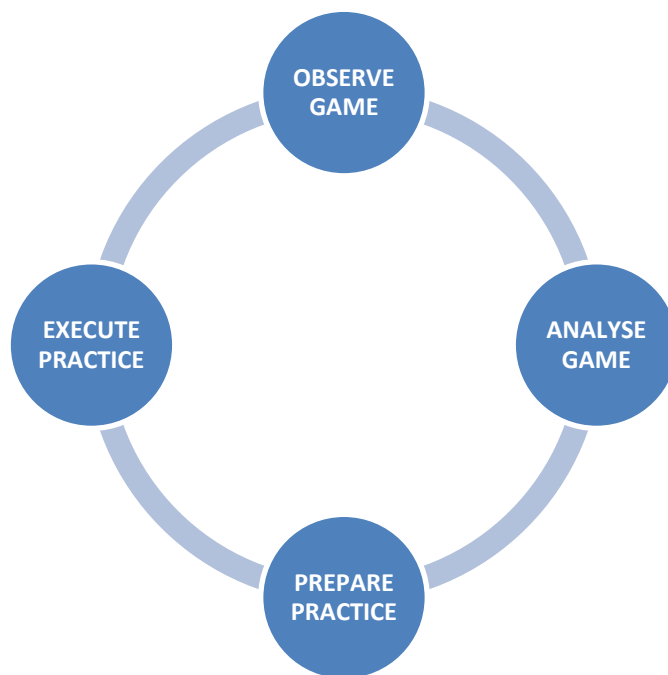 OBSERVE
GAME
EXECUTE
PRACTICE
ANALYSE
GAME
PREPARE
PRACTICE